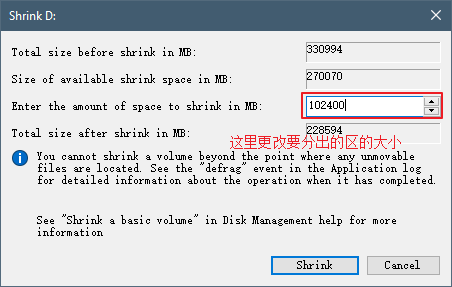 Shrink D:
Total size before shrink in MB: 330994
Size of available shrink space in MB: 270070
Enter the amount of space to shrink in MB: 102400
Total size after shrink in MB: 228594
这里更改要分出的区的大小
You cannot shrink a volume beyond the point where any unmovable
files are located. See the "defrag" event in the Application log
for detailed information about the operation when it has completed.
See "Shrink a basic volume" in Disk Management help for more
information
Shrink Cancel